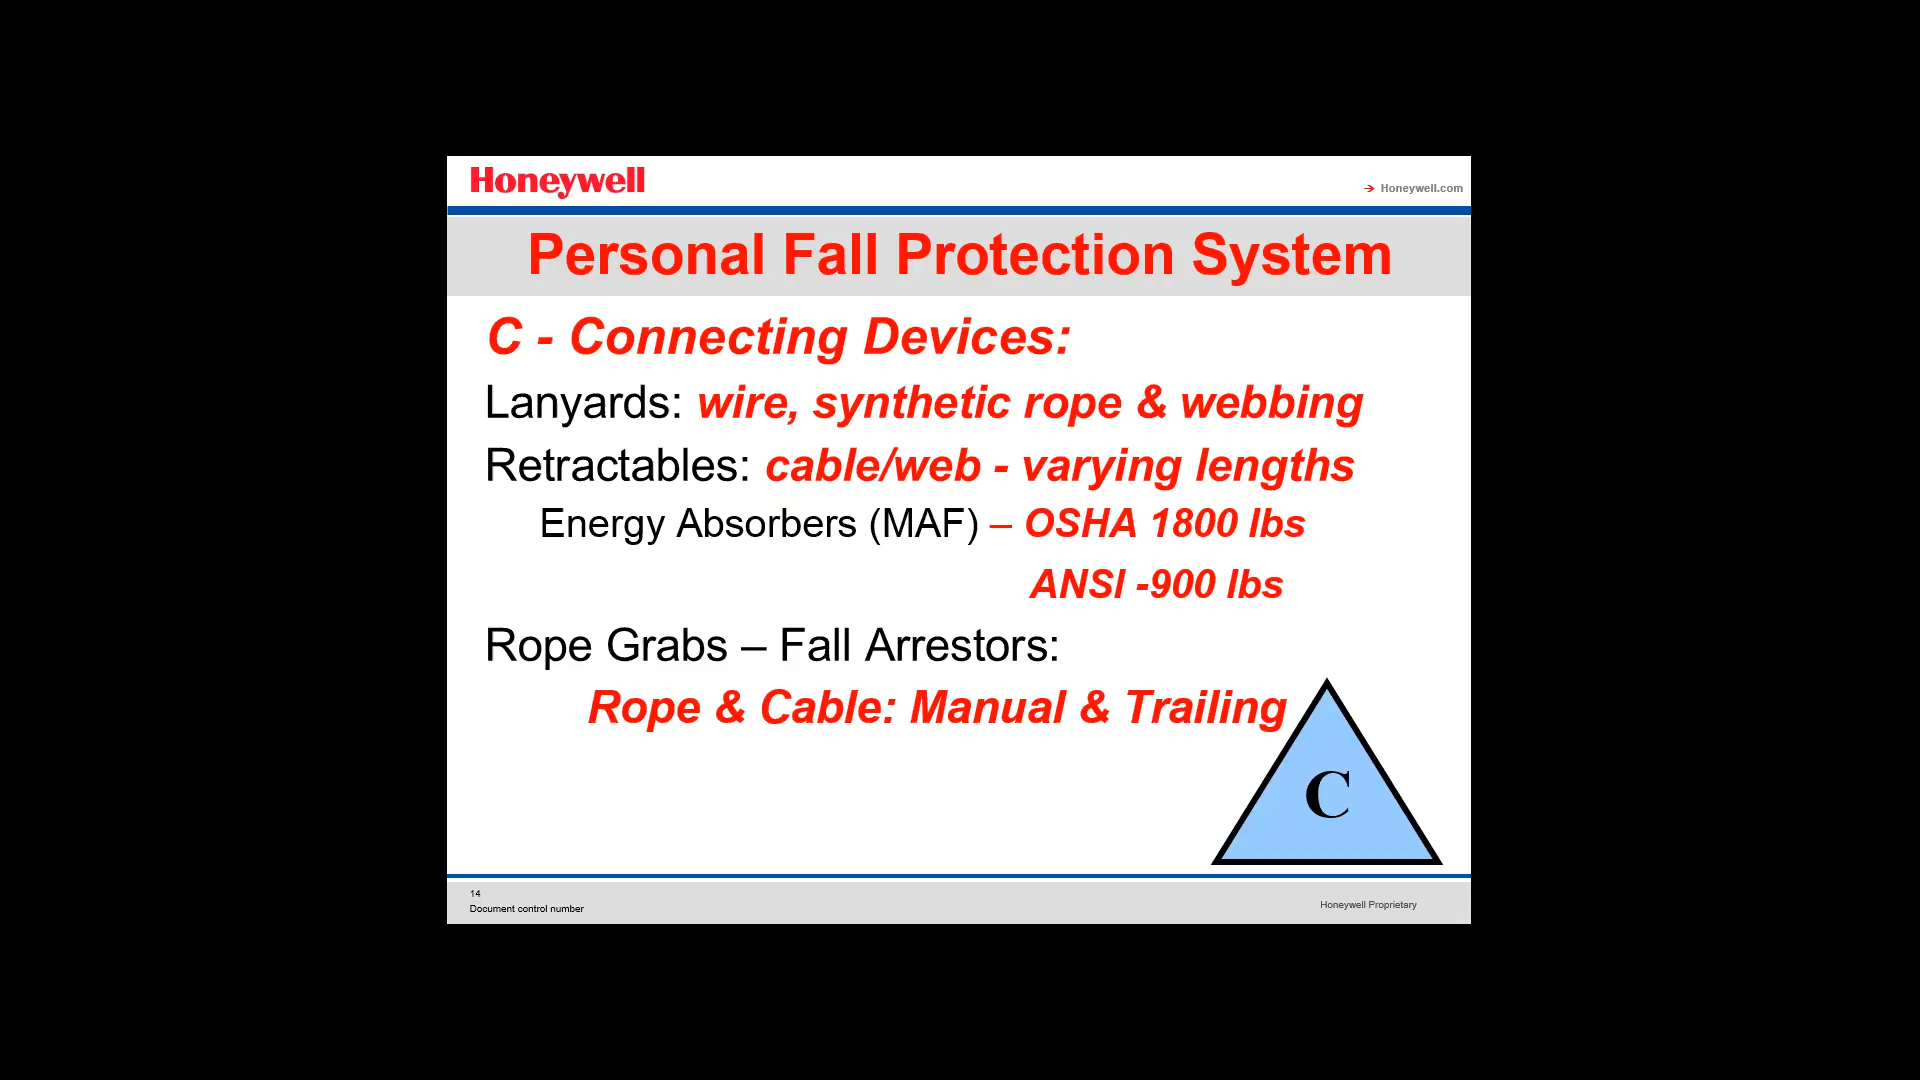 Honeywell
Honeywell.com
Personal Fall Protection System
C - Connecting Devices:
Lanyards: wire, synthetic rope & webbing
Retractables: cable/web - varying lengths
Energy Absorbers (MAF) – OSHA 1800 lbs
ANSI -900 lbs
Rope Grabs – Fall Arrestors:
Rope & Cable: Manual & Trailing
C
14
Document control number
Honeywell Proprietary